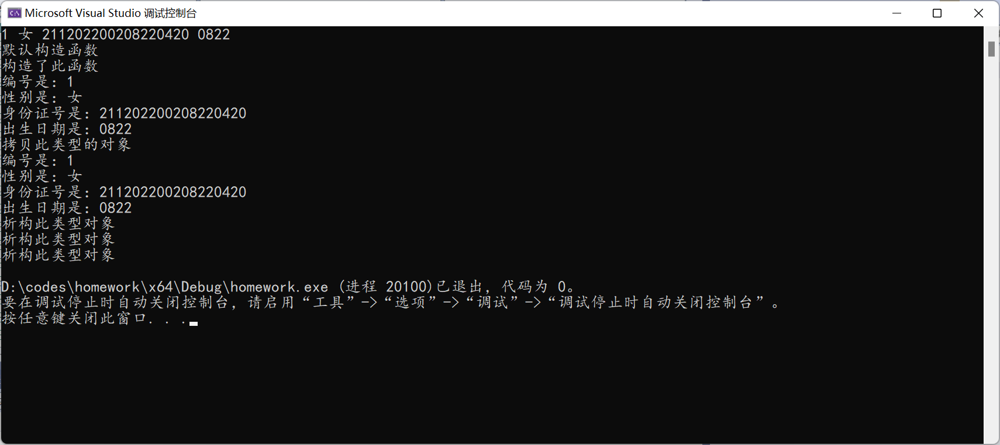 Microsoft Visual Studio 调试控制台
1 女 211202200208220420 0822
默认构造函数
构造了此函数
编号是: 1
性别是: 女
身份证号是: 211202200208220420
出生日期是: 0822
拷贝此类型的对象
编号是: 1
性别是: 女
身份证号是: 211202200208220420
出生日期是: 0822
析构此类型对象
析构此类型对象
析构此类型对象
D:\codes\homework\x64\Debug\homework.exe (进程 20100)已退出，代码为 0。
要在调试停止时自动关闭控制台，请启用“工具”->“选项”->“调试”->“调试停止时自动关闭控制台”。
按任意键关闭此窗口. . .